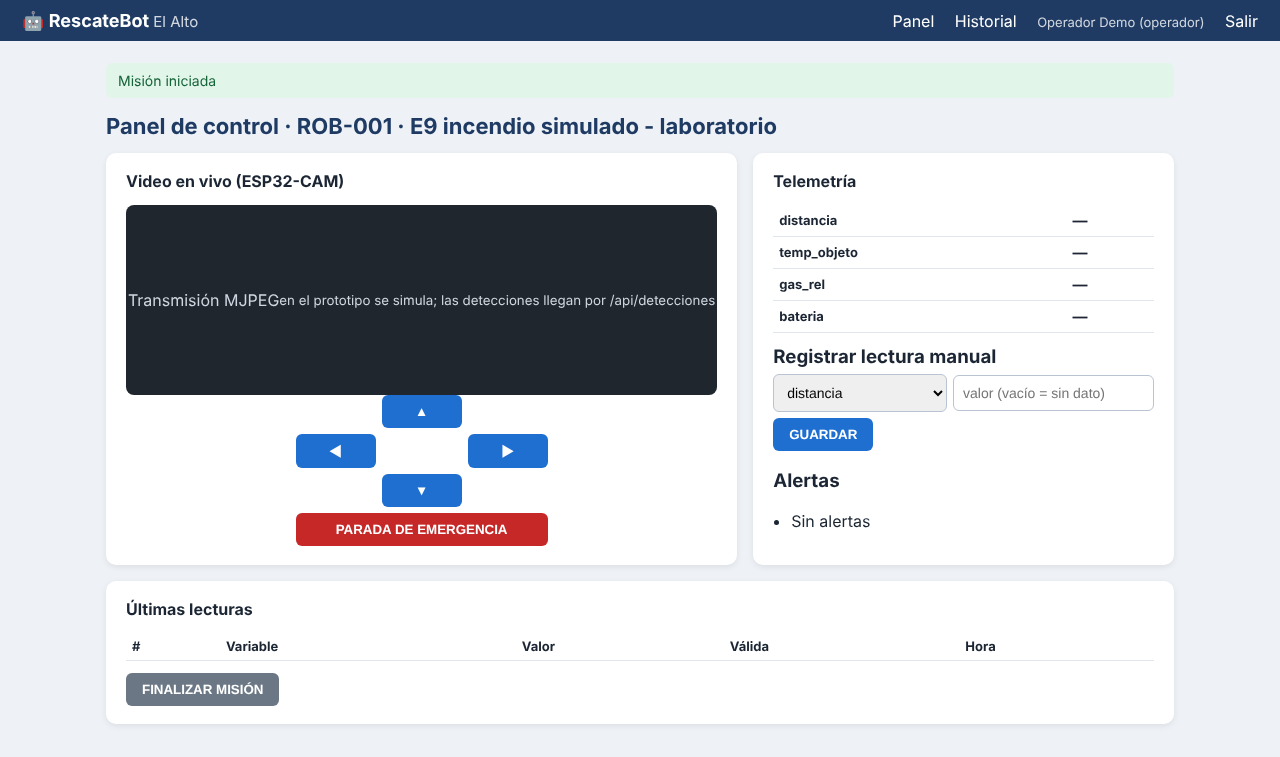 🤖 RescateBot El Alto
Panel Historial Operador Demo (operador) Salir
Misión iniciada
Panel de control · ROB-001 · E9 incendio simulado - laboratorio
Video en vivo (ESP32-CAM)
Transmisión MJPEGen el prototipo se simula; las detecciones llegan por /api/detecciones
▲
◀ ▶
▼
PARADA DE EMERGENCIA
Telemetría
distancia —
temp_objeto —
gas_rel —
bateria —
Registrar lectura manual
distancia valor (vacío = sin dato)
GUARDAR
Alertas
• Sin alertas
Últimas lecturas
# Variable Valor Válida Hora
FINALIZAR MISIÓN